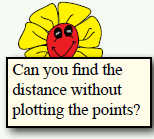 Can you find the
distance without
plotting the points?